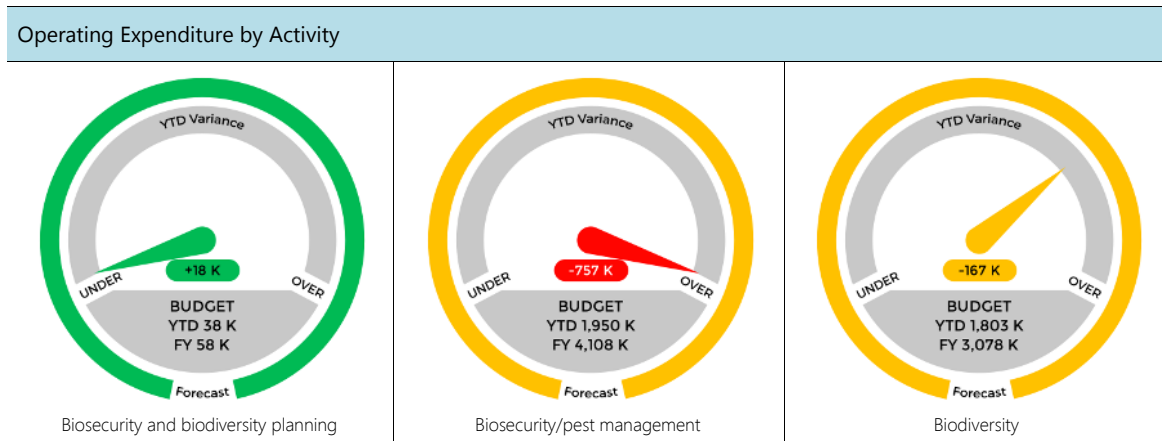 Operating Expenditure by Activity
YTD Variance
+18 K
UNDER
OVER
BUDGET
YTD 38 K
FY 58 K
Forecast
Biosecurity and biodiversity planning
YTD Variance
-757 K
UNDER
OVER
BUDGET
YTD 1,950 K
FY 4,108 K
Forecast
Biosecurity/pest management
YTD Variance
-167 K
UNDER
OVER
BUDGET
YTD 1,803 K
FY 3,078 K
Forecast
Biodiversity